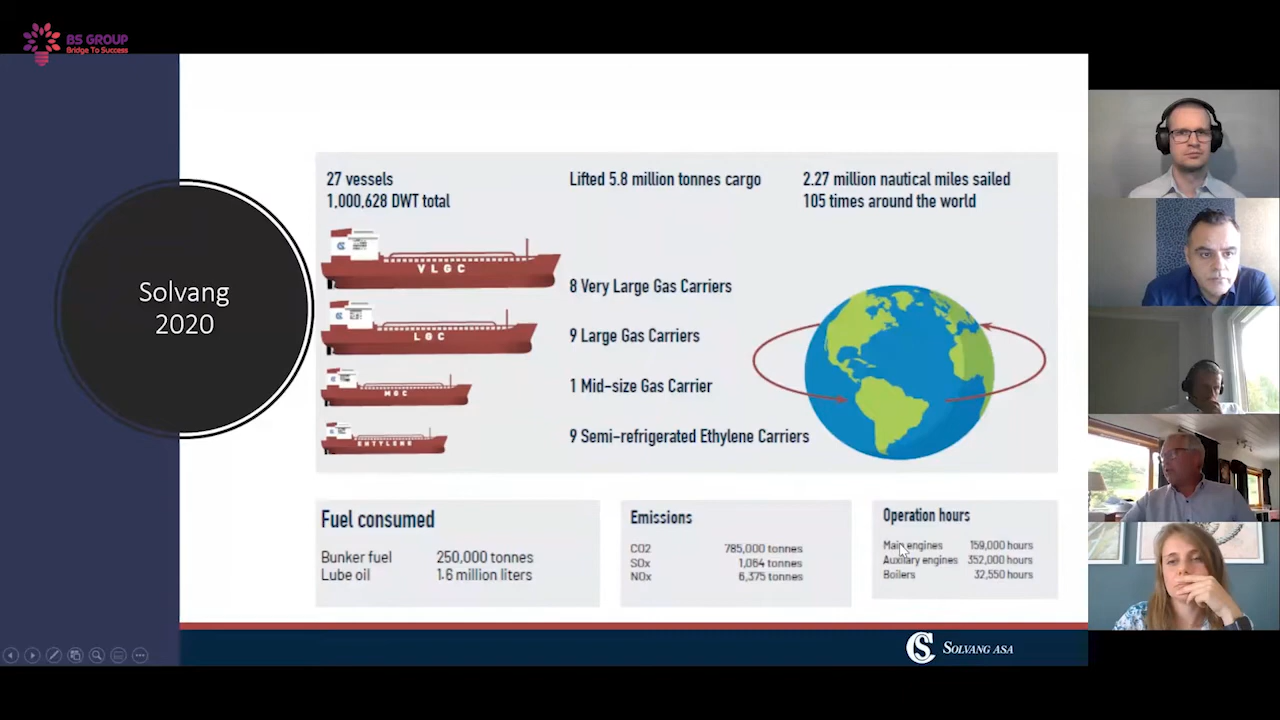 BS GROUP
Bridge To Success
Solvang
2020
27 vessels
1,000,628 DWT total
Lifted 5.8 million tonnes cargo
2.27 million nautical miles sailed
105 times around the world
VLGC
LGC
MGC
ETHYLENE
8 Very Large Gas Carriers
9 Large Gas Carriers
1 Mid-size Gas Carrier
9 Semi-refrigerated Ethylene Carriers
Fuel consumed
Bunker fuel 250,000 tonnes
Lube oil 1.6 million liters
Emissions
CO2 785,000 tonnes
SOx 1,064 tonnes
NOx 6,375 tonnes
Operation hours
Main engines 159,000 hours
Auxiliary engines 352,000 hours
Boilers 32,550 hours
SOLVANG ASA